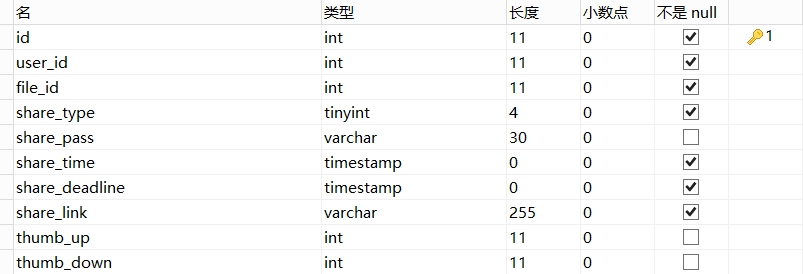 名 类型 长度 小数点 不是 null
id int 11 0 1
user_id int 11 0
file_id int 11 0
share_type tinyint 4 0
share_pass varchar 30 0
share_time timestamp 0 0
share_deadline timestamp 0 0
share_link varchar 255 0
thumb_up int 11 0
thumb_down int 11 0